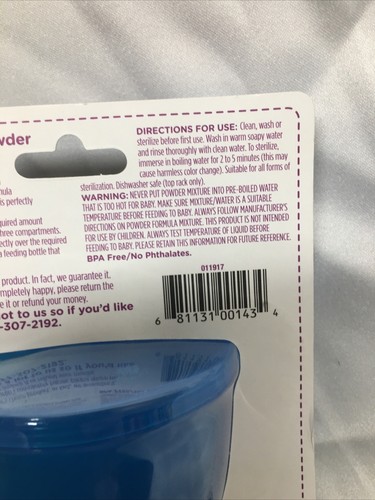 wder
nula
is perfectly
quired amount
three compartments.
ectly over the required
a feeding bottle that
product. In fact, we guarantee it.
mpletely happy, please return the
e it or refund your money.
ot to us so if you'd like
-307-2192.
DIRECTIONS FOR USE: Clean, wash or
sterilize before first use. Wash in warm soapy water
and rinse thoroughly with clean water. To sterilize,
immerse in boiling water for 2 to 5 minutes (this may
cause harmless color change). Suitable for all forms of
sterilization. Dishwasher safe (top rack only).
WARNING: NEVER PUT POWDER MIXTURE INTO PRE-BOILED WATER
THAT IS TOO HOT FOR BABY. MAKE SURE MIXTURE/WATER IS A SUITABLE
TEMPERATURE BEFORE FEEDING TO BABY. ALWAYS FOLLOW MANUFACTURER'S
DIRECTIONS ON POWDER FORMULA MIXTURE. THIS PRODUCT IS NOT INTENDED
FOR USE BY CHILDREN. ALWAYS TEST TEMPERATURE OF LIQUID BEFORE
FEEDING TO BABY. PLEASE RETAIN THIS INFORMATION FOR FUTURE REFERENCE.
BPA Free/No Phthalates.
011917
6 81131 00143 4